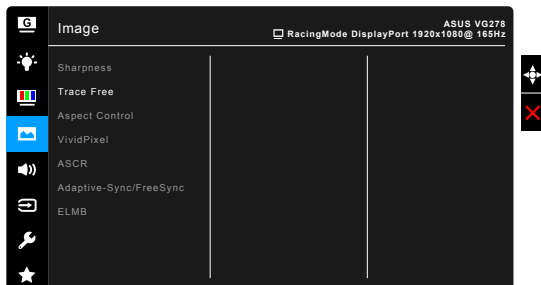 G
Image
ASUS VG278
RacingMode DisplayPort 1920x1080@ 165Hz
Sharpness
Trace Free
Aspect Control
VividPixel
ASCR
Adaptive-Sync/FreeSync
ELMB